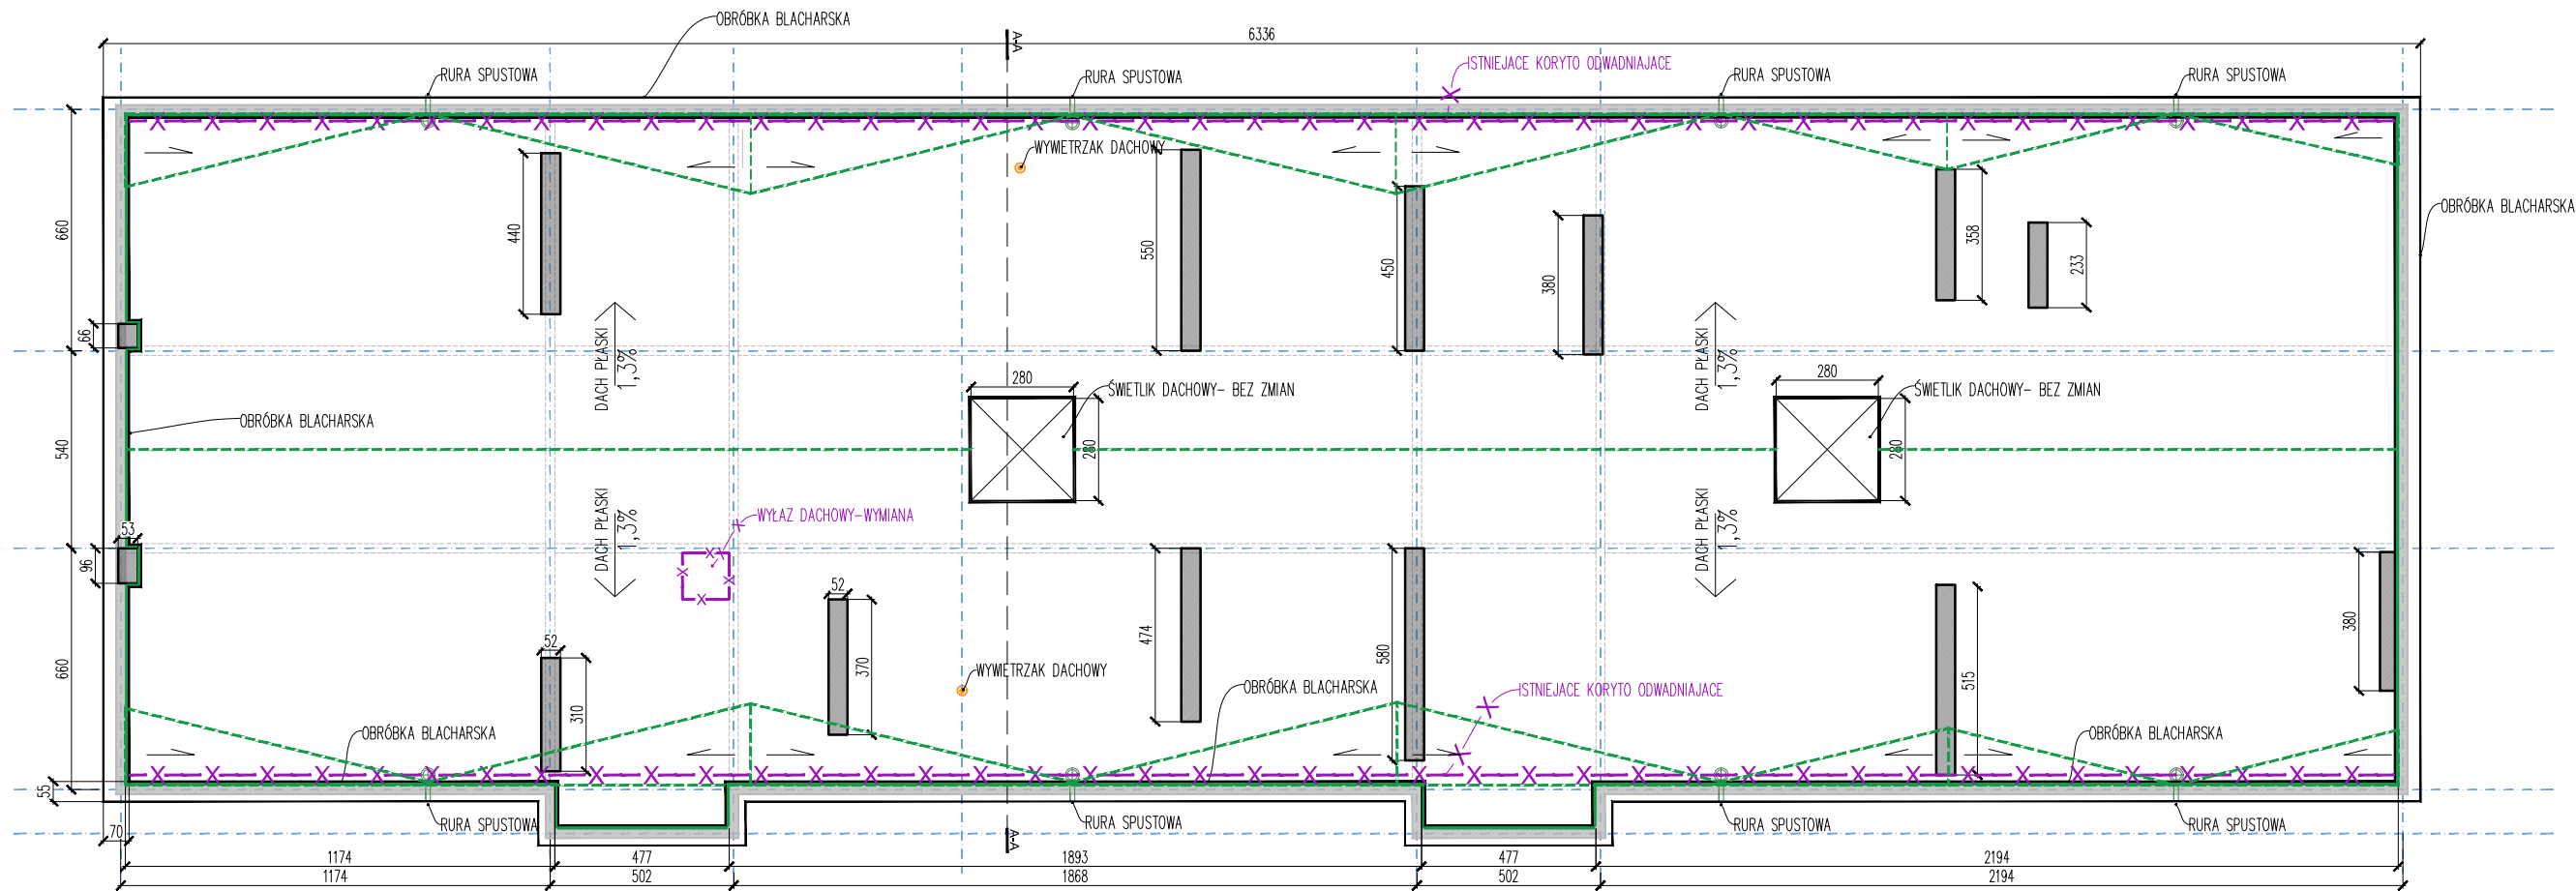 OBRÓBKA BLACHARSKA
A-A
6336
RURA SPUSTOWA
RURA SPUSTOWA
ISTNIEJACE KORYTO ODWADNIAJACE
RURA SPUSTOWA
RURA SPUSTOWA
WYWIETRZAK DACHOWY
OBRÓBKA BLACHARSKA
660
440
550
450
380
358
233
66
DACH PŁASKI
1,3%
DACH PŁASKI
1,3%
280
ŚWIETLIK DACHOWY- BEZ ZMIAN
280
280
ŚWIETLIK DACHOWY- BEZ ZMIAN
280
OBRÓBKA BLACHARSKA
540
DACH PŁASKI
1,3%
DACH PŁASKI
1,3%
WYŁAZ DACHOWY-WYMIANA
53
96
52
52
370
474
580
515
380
660
310
WYWIETRZAK DACHOWY
OBRÓBKA BLACHARSKA
ISTNIEJACE KORYTO ODWADNIAJACE
OBRÓBKA BLACHARSKA
OBRÓBKA BLACHARSKA
55
70
RURA SPUSTOWA
RURA SPUSTOWA
RURA SPUSTOWA
RURA SPUSTOWA
A-A
1174
477
1893
477
2194
1174
502
1868
502
2194